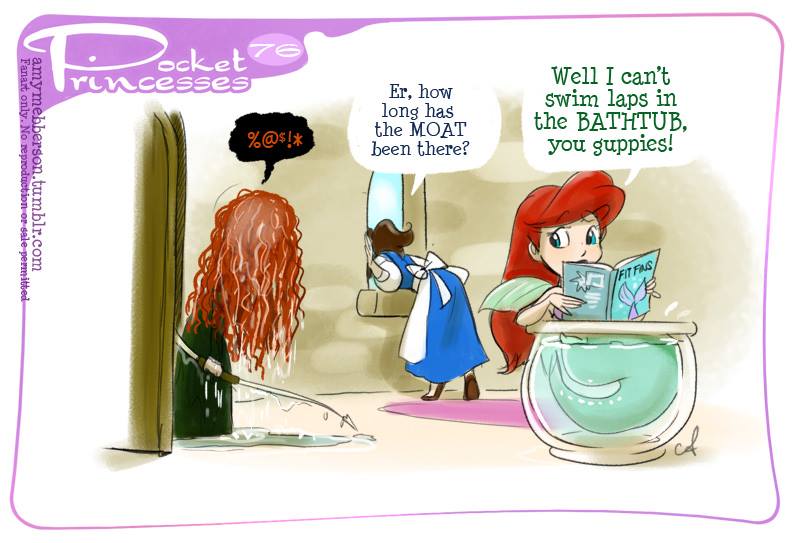 Pocket
Princesses
76
amymebberson.tumblr.com
Fanart only. No reproduction or sale permitted
%@$!*
Er, how
long has
the MOAT
been there?
Well I can't
swim laps in
the BATHTUB,
you guppies!
FIT FINS